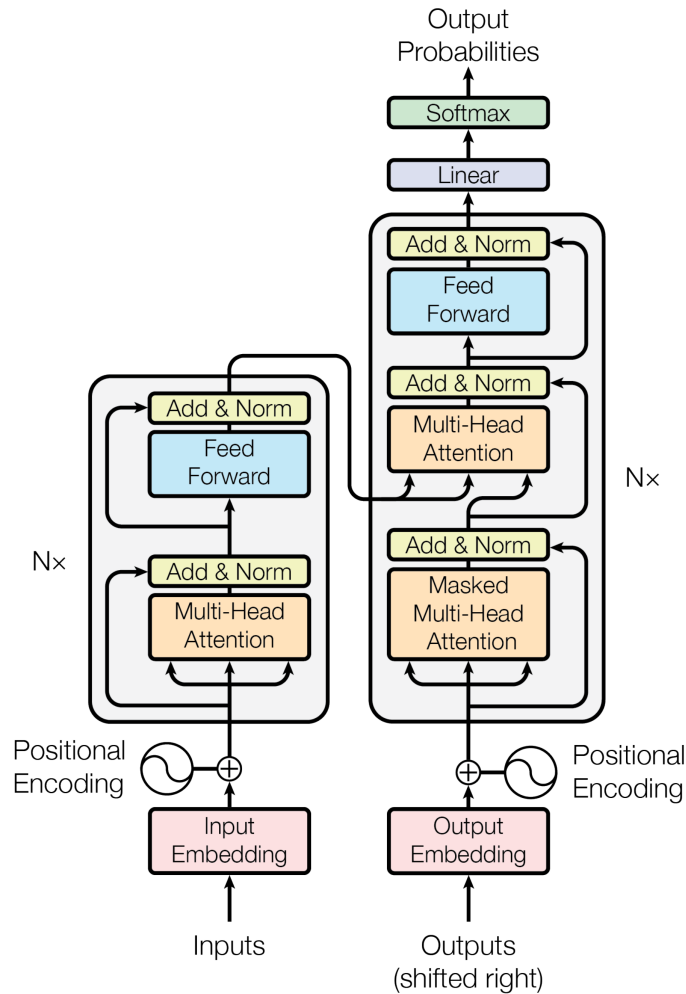 Output
Probabilities
Softmax
Linear
Add & Norm
Feed
Forward
Add & Norm
Multi-Head
Attention
Add & Norm
Masked
Multi-Head
Attention
N×
Add & Norm
Feed
Forward
Add & Norm
Multi-Head
Attention
N×
Positional
Encoding
Positional
Encoding
Input
Embedding
Output
Embedding
Inputs
Outputs
(shifted right)